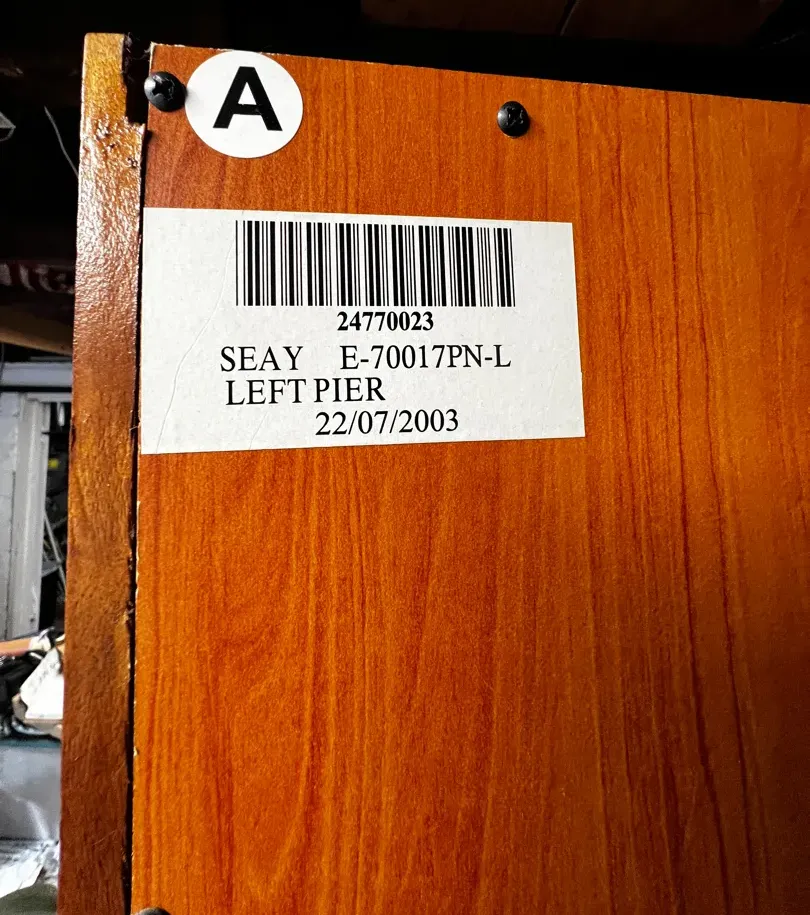 A
24770023
SEAY E-70017PN-L
LEFT PIER
22/07/2003